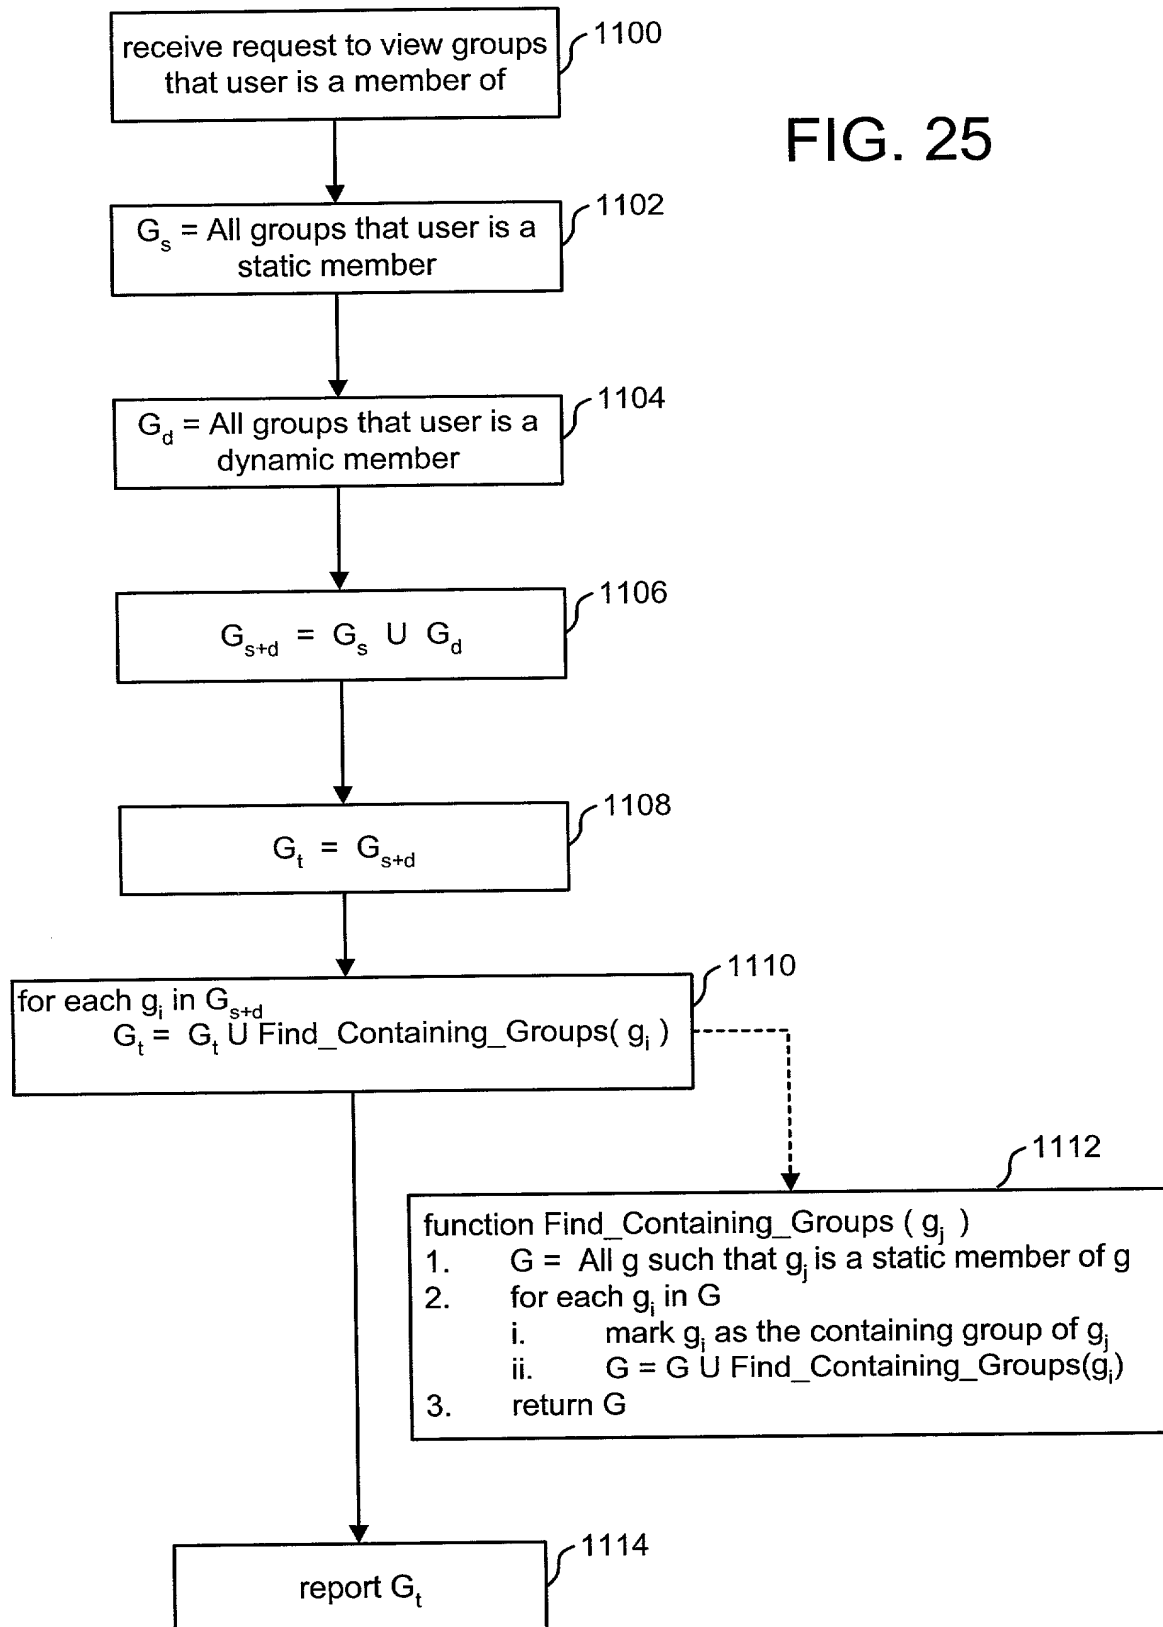 receive request to view groups
that user is a member of
1100
FIG. 25
Gs = All groups that user is a
static member
1102
Gd = All groups that user is a
dynamic member
1104
Gs+d = Gs U Gd
1106
Gt = Gs+d
1108
for each gi in Gs+d
Gt = Gt U Find_Containing_Groups( gi )
1110
1112
function Find_Containing_Groups ( gj )
1. G = All g such that gj is a static member of g
2. for each gi in G
i. mark gi as the containing group of gj
ii. G = G U Find_Containing_Groups(gi)
3. return G
report Gt
1114